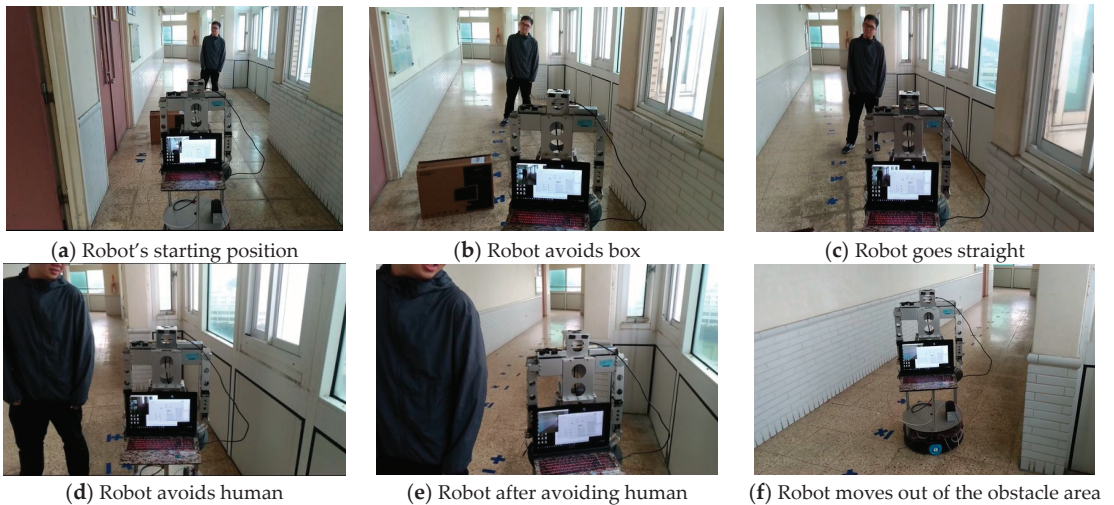 (a) Robot's starting position
(b) Robot avoids box
(c) Robot goes straight
(d) Robot avoids human
(e) Robot after avoiding human
(f) Robot moves out of the obstacle area